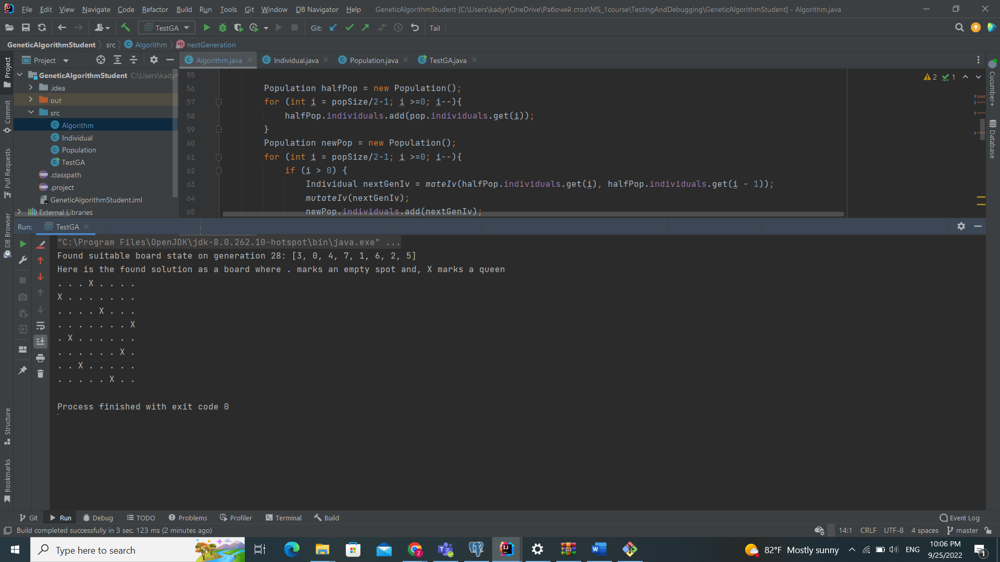 File Edit View Navigate Code Refactor Build Run Tools Git Window DB Navigator Help GeneticAlgorithmStudent [C:\Users\kadyr\OneDrive\Рабочий стол\MS_1course\TestingAndDebugging\GeneticAlgorithmStudent] - Algorithm.java
TestGA Git: Tail
GeneticAlgorithmStudent src Algorithm nextGeneration
Project
Commit
Pull Requests
DB Browser
Structure
Bookmarks
Project
GeneticAlgorithmStudent C:\Users\kadyr
.idea
out
src
Algorithm
Individual
Population
TestGA
.classpath
.project
GeneticAlgorithmStudent.iml
External Libraries
Algorithm.java Individual.java Population.java TestGA.java
2 1
55
56 Population halfPop = new Population();
57 for (int i = popSize/2-1; i >=0; i--){
58 halfPop.individuals.add(pop.individuals.get(i));
59 }
60 Population newPop = new Population();
61 for (int i = popSize/2-1; i >=0; i--){
62 if (i > 0) {
63 Individual nextGenIv = mateIv(halfPop.individuals.get(i), halfPop.individuals.get(i - 1));
64 mutateIv(nextGenIv);
65 newPop.individuals.add(nextGenIv);
Cucumber+
Database
Run: TestGA
"C:\Program Files\OpenJDK\jdk-8.0.262.10-hotspot\bin\java.exe" ...
Found suitable board state on generation 28: [3, 0, 4, 7, 1, 6, 2, 5]
Here is the found solution as a board where . marks an empty spot and, X marks a queen
. . . X . . . .
X . . . . . . .
. . . . X . . .
. . . . . . . X
. X . . . . . .
. . . . . . X .
. . X . . . . .
. . . . . X . .
Process finished with exit code 0
Git Run Debug TODO Problems Profiler Terminal Build Event Log
Build completed successfully in 3 sec, 123 ms (2 minutes ago) 14:1 CRLF UTF-8 4 spaces master
Type here to search 82°F Mostly sunny ENG 10:06 PM
9/25/2022 1